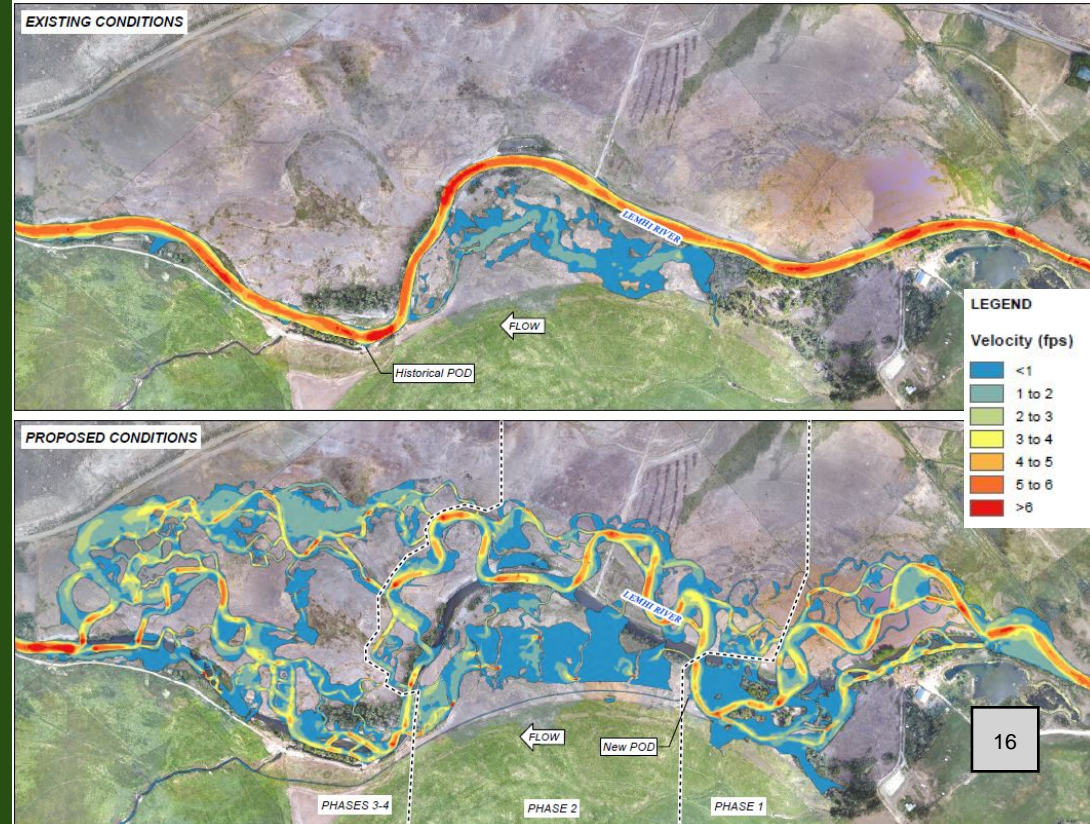 EXISTING CONDITIONS
LEMHI RIVER
FLOW
Historical POD
LEGEND
Velocity (fps)
<1
1 to 2
2 to 3
3 to 4
4 to 5
5 to 6
>6
PROPOSED CONDITIONS
LEMHI RIVER
FLOW
New POD
16
PHASES 3-4
PHASE 2
PHASE 1